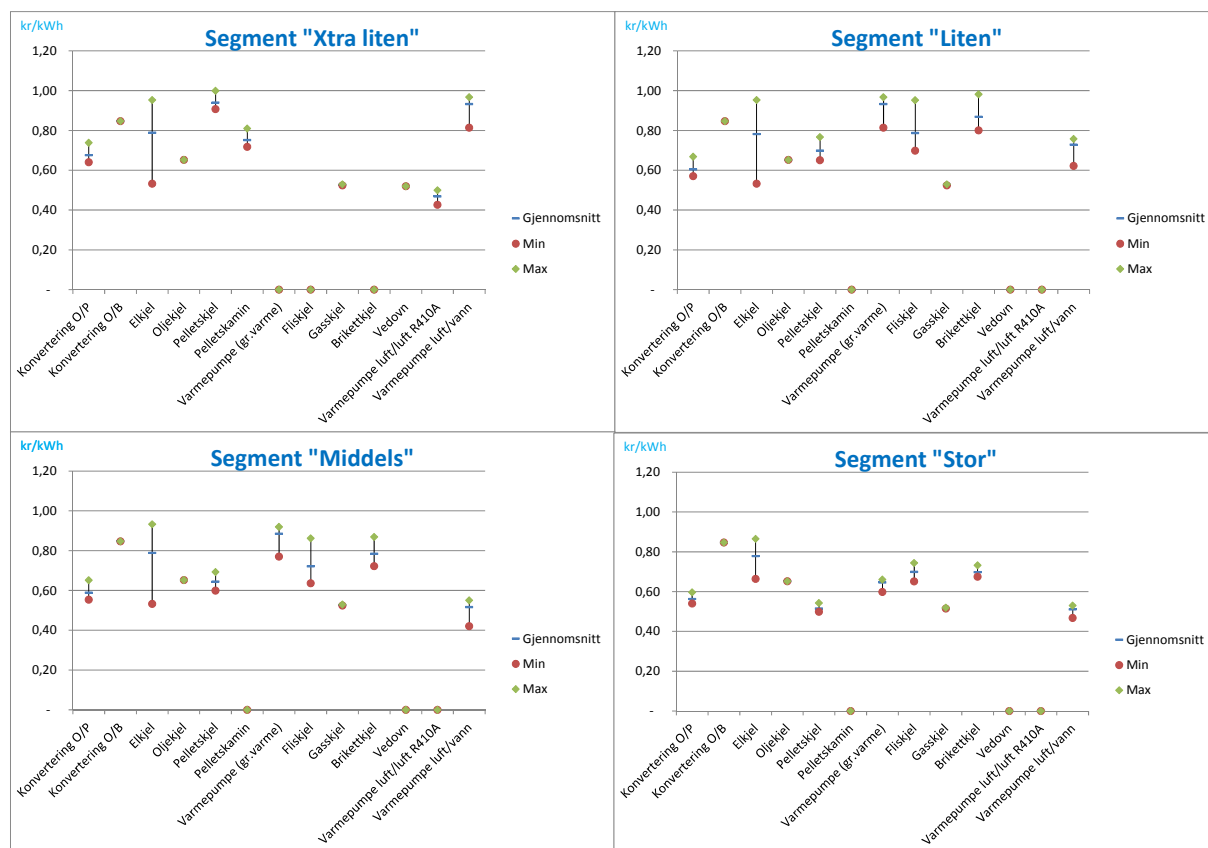 kr/kWh
Segment "Xtra liten"
1,20
1,00
0,80
0,60
0,40
0,20
-
Gjennomsnitt
Min
Max
Konvertering O/P
Konvertering O/B
Elkjel
Oljekjel
Pelletskjel
Pelletskamin
Varmepumpe (gr.varme)
Fliskjel
Gasskjel
Brikettkjel
Vedovn
Varmepumpe luft/luft R410A
Varmepumpe luft/vann
kr/kWh
Segment "Liten"
1,20
1,00
0,80
0,60
0,40
0,20
-
Gjennomsnitt
Min
Max
Konvertering O/P
Konvertering O/B
Elkjel
Oljekjel
Pelletskjel
Pelletskamin
Varmepumpe (gr.varme)
Fliskjel
Gasskjel
Brikettkjel
Vedovn
Varmepumpe luft/luft R410A
Varmepumpe luft/vann
kr/kWh
Segment "Middels"
1,20
1,00
0,80
0,60
0,40
0,20
-
Gjennomsnitt
Min
Max
Konvertering O/P
Konvertering O/B
Elkjel
Oljekjel
Pelletskjel
Pelletskamin
Varmepumpe (gr.varme)
Fliskjel
Gasskjel
Brikettkjel
Vedovn
Varmepumpe luft/luft R410A
Varmepumpe luft/vann
kr/kWh
Segment "Stor"
1,20
1,00
0,80
0,60
0,40
0,20
-
Gjennomsnitt
Min
Max
Konvertering O/P
Konvertering O/B
Elkjel
Oljekjel
Pelletskjel
Pelletskamin
Varmepumpe (gr.varme)
Fliskjel
Gasskjel
Brikettkjel
Vedovn
Varmepumpe luft/luft R410A
Varmepumpe luft/vann